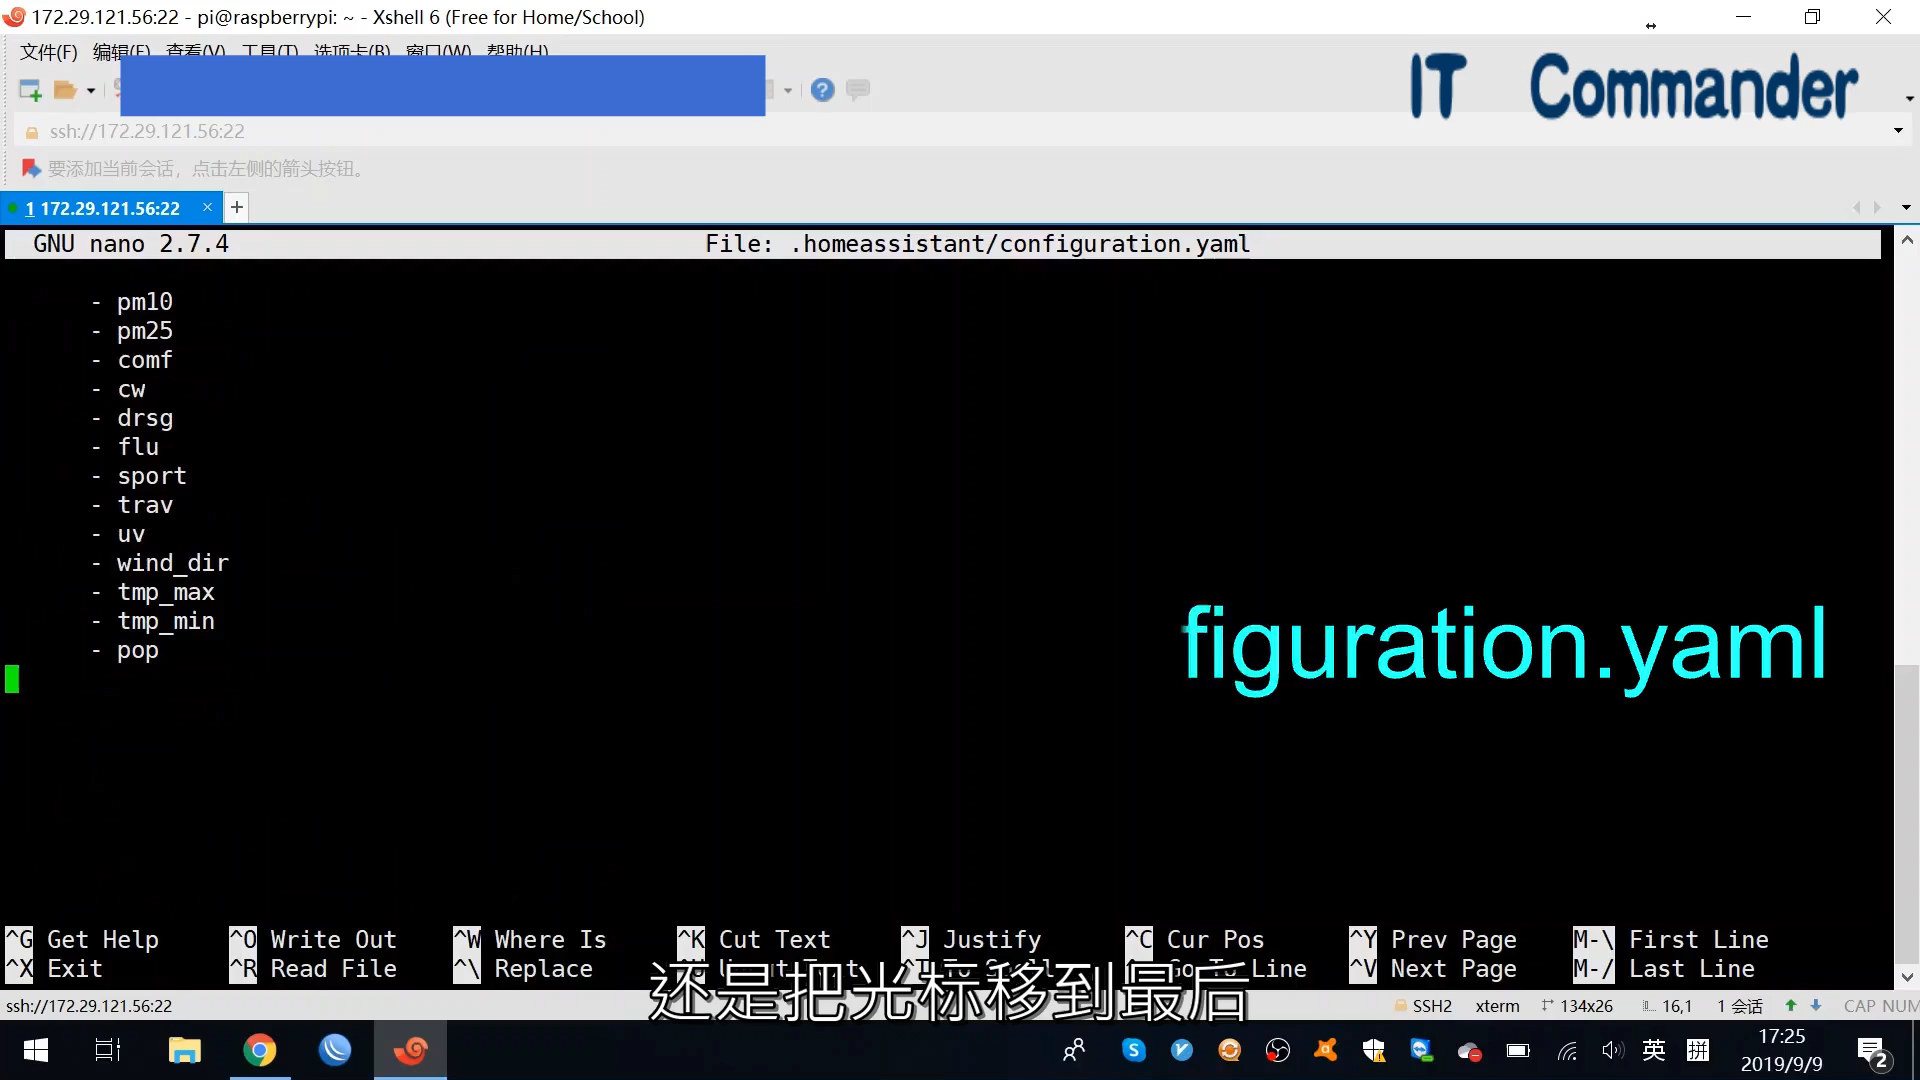 172.29.121.56:22 - pi@raspberrypi: ~ - Xshell 6 (Free for Home/School)
文件(F) 编辑(E) 查看(V) 工具(T) 选项卡(B) 窗口(W) 帮助(H)
IT Commander
ssh://172.29.121.56:22
要添加当前会话，点击左侧的箭头按钮。
1 172.29.121.56:22 × +
GNU nano 2.7.4 File: .homeassistant/configuration.yaml
- pm10
- pm25
- comf
- cw
- drsg
- flu
- sport
- trav
- uv
- wind_dir
- tmp_max
- tmp_min
- pop
figuration.yaml
^G Get Help ^O Write Out ^W Where Is ^K Cut Text ^J Justify ^C Cur Pos ^Y Prev Page M-\ First Line
^X Exit ^R Read File ^\ Replace Go To Line ^V Next Page M-/ Last Line
还是把光标移到最后
ssh://172.29.121.56:22 SSH2 xterm 134x26 16,1 1 会话 CAP NUM
英 拼 17:25
2019/9/9
2